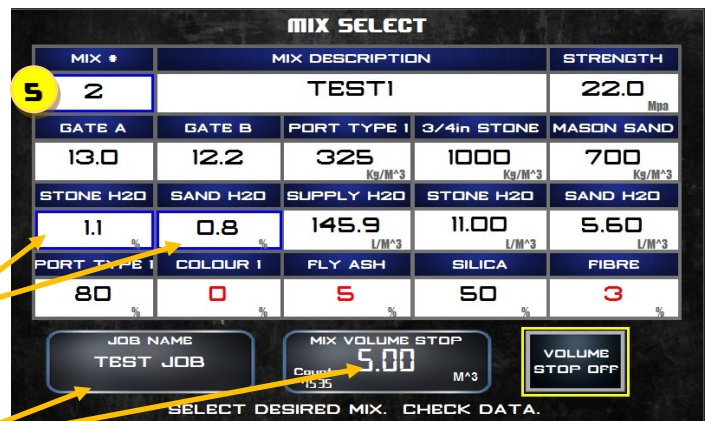 MIX SELECT
MIX # MIX DESCRIPTION STRENGTH
5 2 TEST1 22.0 Mpa
GATE A GATE B PORT TYPE 1 3/4in STONE MASON SAND
13.0 12.2 325 Kg/M^3 1000 Kg/M^3 700 Kg/M^3
STONE H2O SAND H2O SUPPLY H2O STONE H2O SAND H2O
1.1 % 0.8 % 145.9 L/M^3 11.00 L/M^3 5.60 L/M^3
PORT TYPE 1 COLOUR 1 FLY ASH SILICA FIBRE
80 % 0 % 5 % 50 % 3 %
JOB NAME MIX VOLUME STOP
TEST JOB 5.00 M^3 VOLUME
STOP OFF
Count
SELECT DESIRED MIX. CHECK DATA.